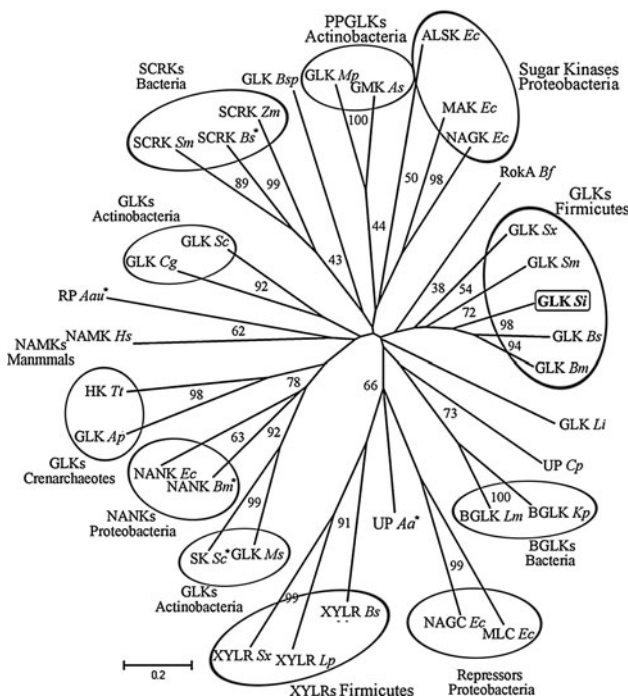 PPGLKs
Actinobacteria
ALSK Ec
SCRKs
Bacteria
GLK Bsp
GLK Mp
GMK As
Sugar Kinases
Proteobacteria
SCRK Zm
SCRK Bs*
SCRK Sm
100
MAK Ec
NAGK Ec
RokA Bf
89
99
50
98
GLKs
Firmicutes
GLKs
Actinobacteria
GLK Sc
GLK Cg
44
43
GLK Sx
GLK Sm
GLK Si
92
38
54
72
RP Aau*
98
GLK Bs
NAMKs
Manmmals
NAMK Hs
62
94
GLK Bm
HK Tt
98
78
66
GLK Ap
92
73
GLK Li
GLKs
Crenarchaeotes
63
NANK Ec
NANK Bm*
UP Cp
NANKs
Proteobacteria
99
91
UP Aa*
100
BGLK Lm
BGLK Kp
SK Sc*
GLK Ms
BGLKs
Bacteria
GLKs
Actinobacteria
99
99
XYLR Bs
NAGC Ec
MLC Ec
XYLR Sx
XYLR Lp
0.2
XYLRs Firmicutes
Repressors
Proteobacteria